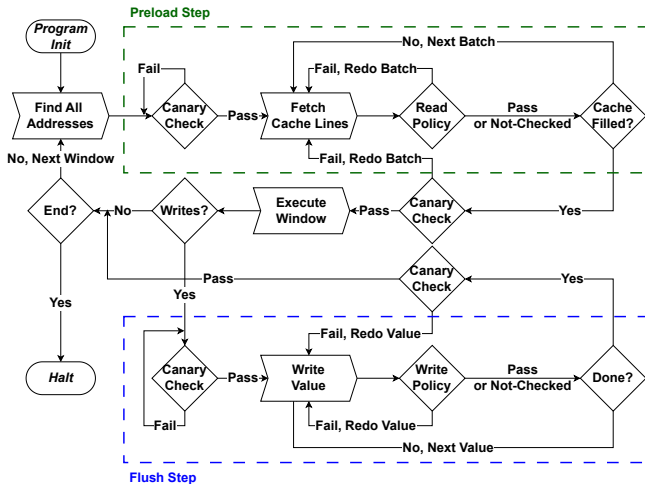 Preload Step
Program
Init
No, Next Batch
Fail
Fail, Redo Batch
Find All
Addresses
Canary
Check
Pass
Fetch
Cache Lines
Read
Policy
Pass
or Not-Checked
Cache
Filled?
No, Next Window
Fail, Redo Batch
End?
No
Writes?
Execute
Window
Pass
Canary
Check
Yes
Pass
Canary
Check
Yes
Yes
Yes
Fail, Redo Value
Halt
Canary
Check
Pass
Write
Value
Write
Policy
Pass
or Not-Checked
Done?
Fail
Fail, Redo Value
No, Next Value
Flush Step